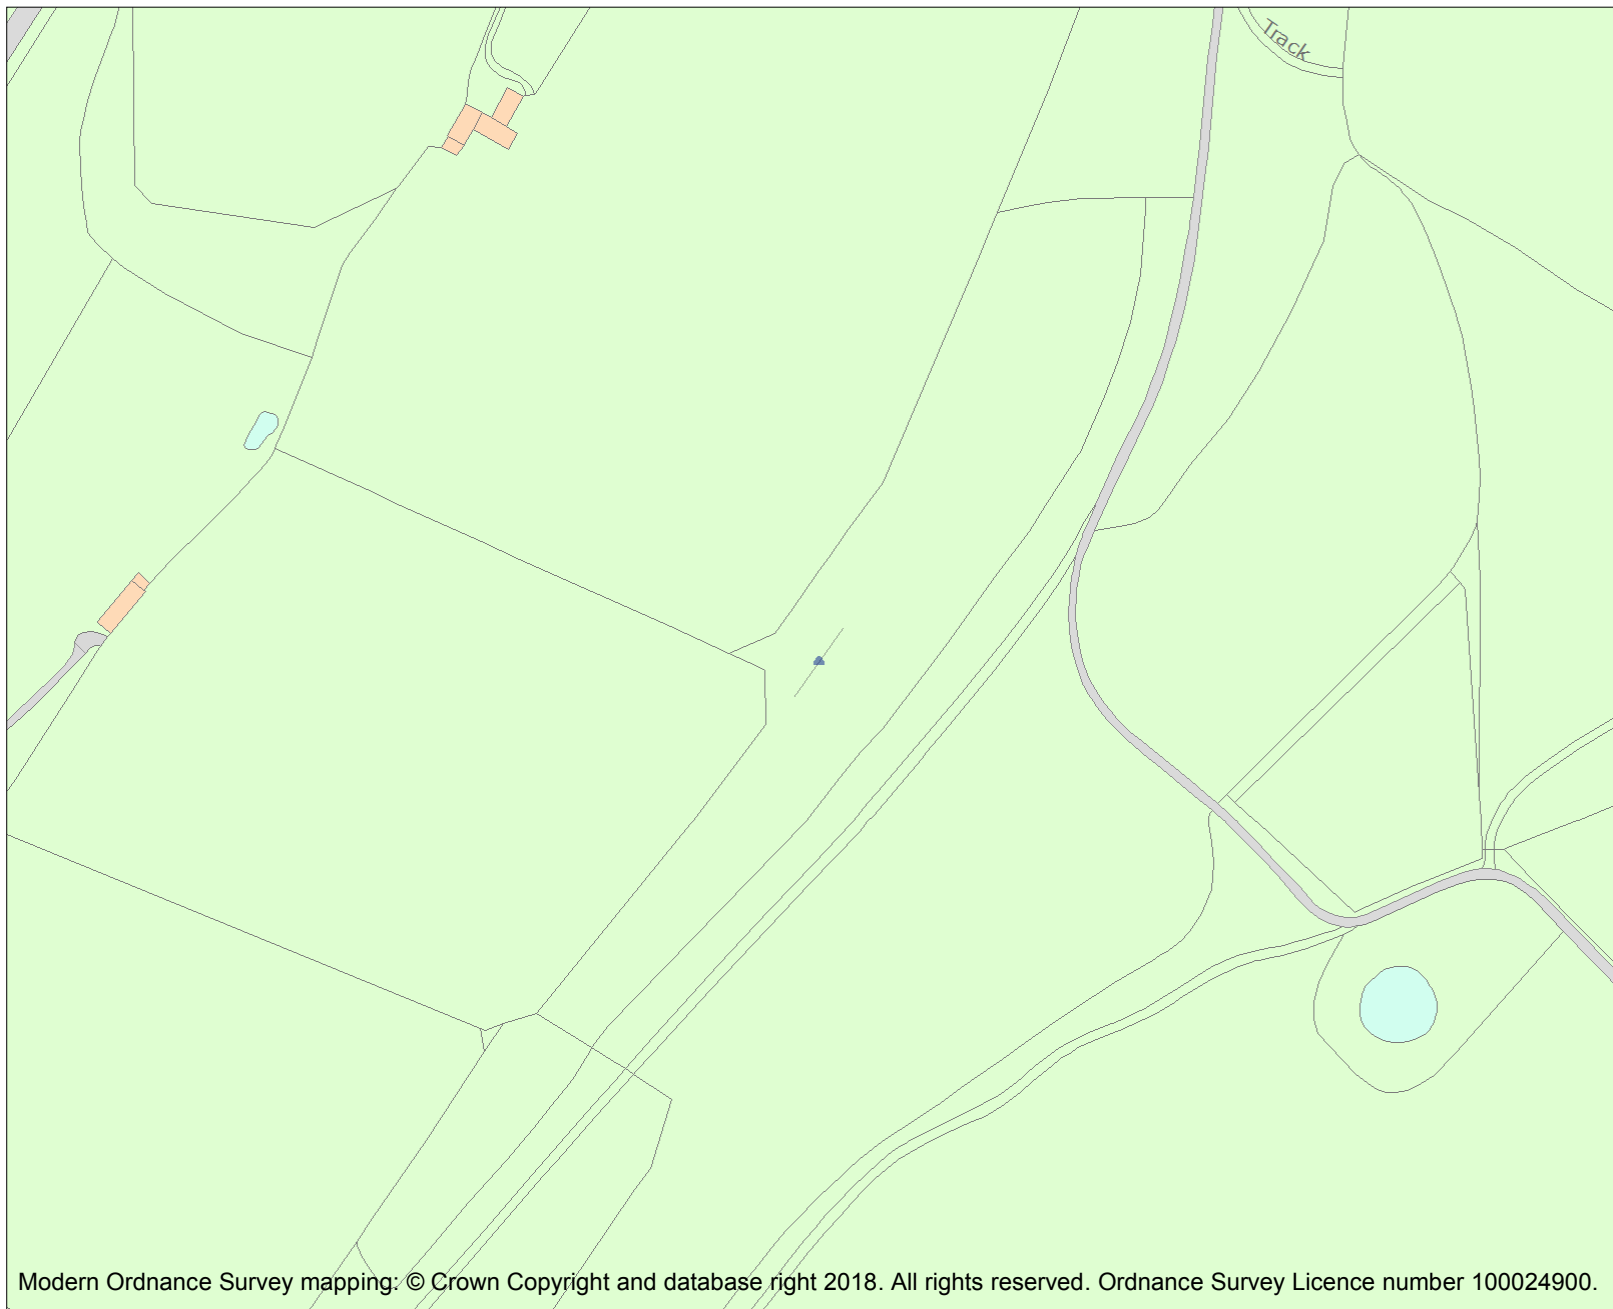 Track
Modern Ordnance Survey mapping: © Crown Copyright and database right 2018. All rights reserved. Ordnance Survey Licence number 100024900.